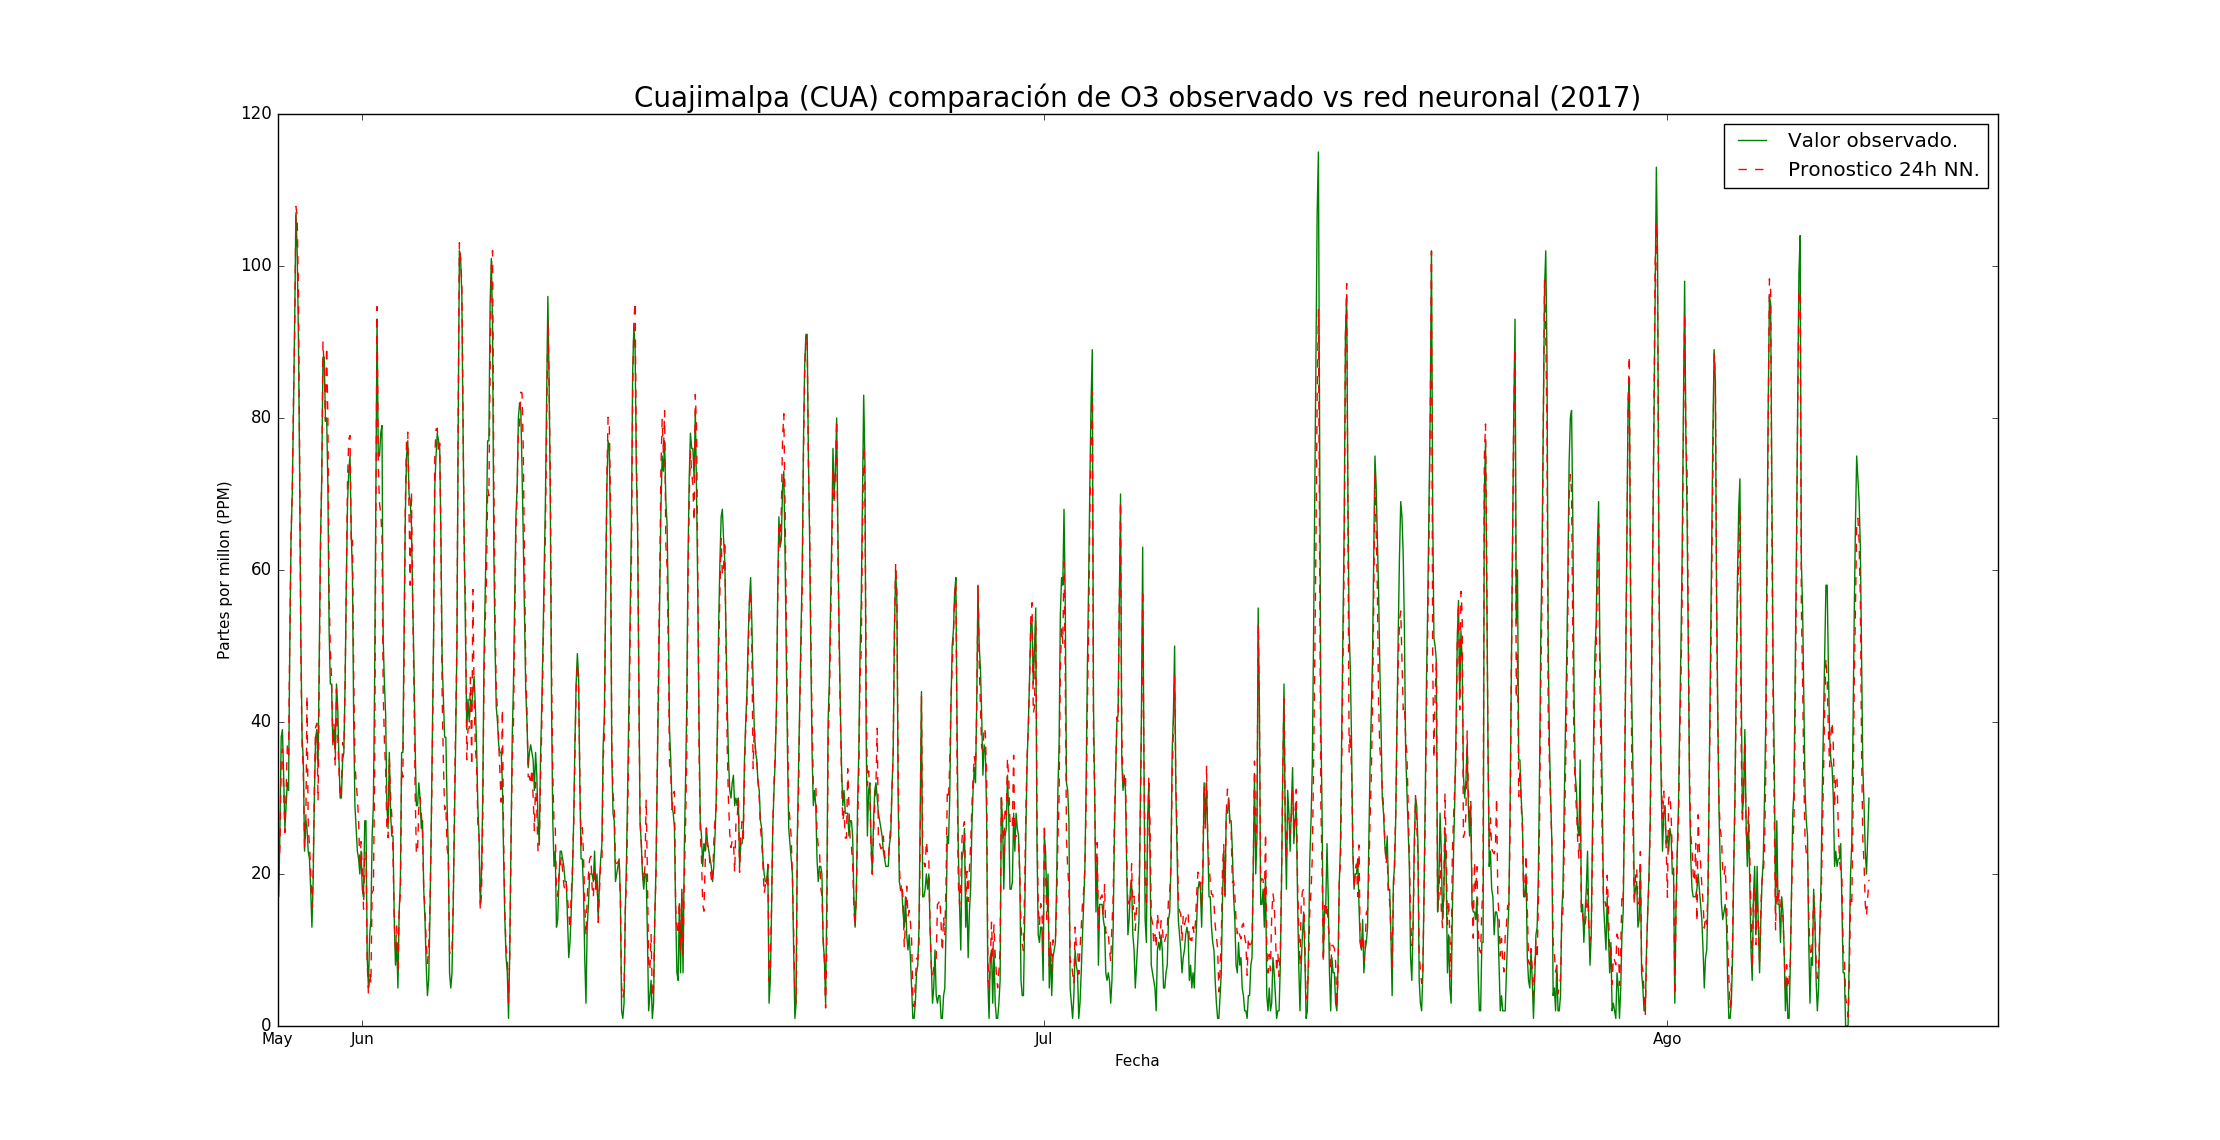 Cuajimalpa (CUA) comparación de O3 observado vs red neuronal (2017)
Valor observado.
Pronostico 24h NN.
120
100
80
60
40
20
0
Partes por millon (PPM)
May Jun Jul Ago
Fecha